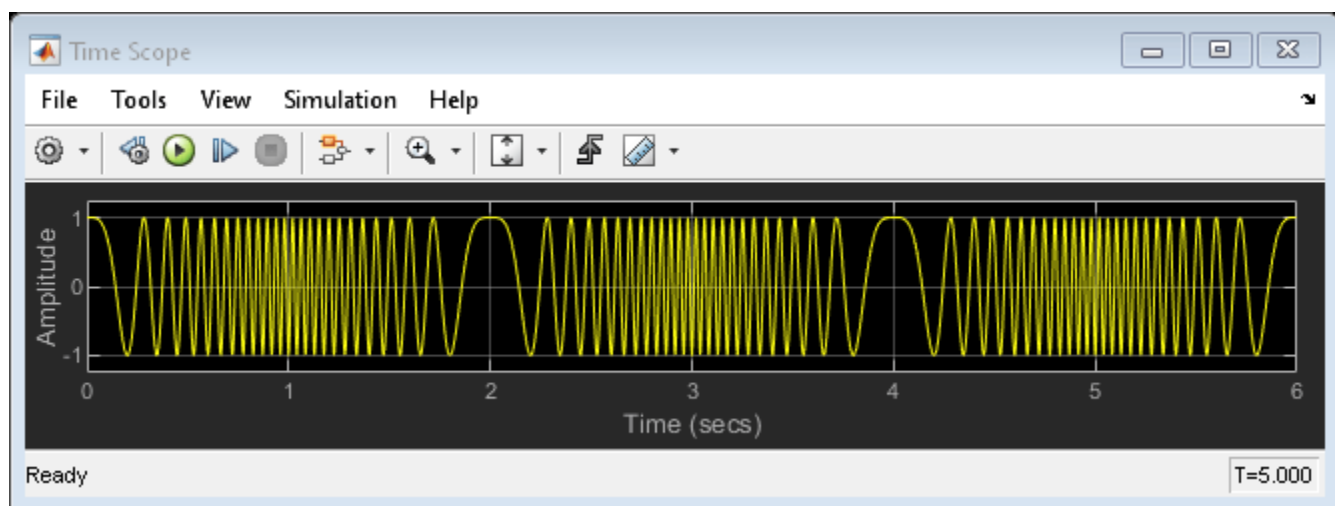 Time Scope
File Tools View Simulation Help
Amplitude
1
0
-1
0 1 2 3 4 5 6
Time (secs)
Ready T=5.000